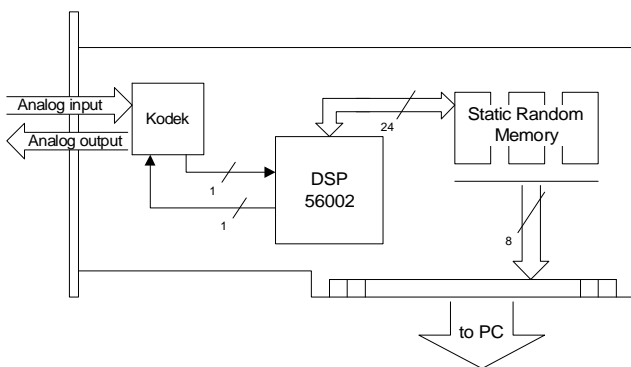 Analog input
Analog output
Kodek
24
Static Random
Memory
1
DSP
56002
1
8
to PC